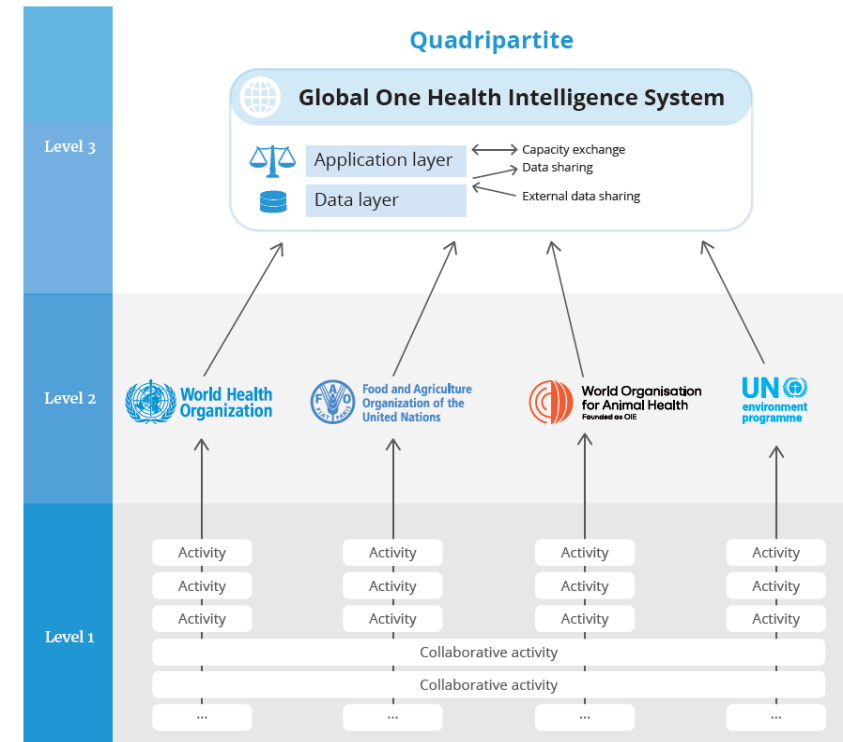 Quadripartite
Global One Health Intelligence System
Level 3
Application layer
Capacity exchange
Data sharing
Data layer
External data sharing
Level 2
World Health
Organization
F A O
FIAT PANIS
Food and Agriculture
Organization of the
United Nations
World Organisation
for Animal Health
Founded as OIE
UN
environment
programme
Level 1
Activity Activity Activity Activity
Activity Activity Activity Activity
Activity Activity Activity Activity
Collaborative activity
Collaborative activity
... ... ... ...